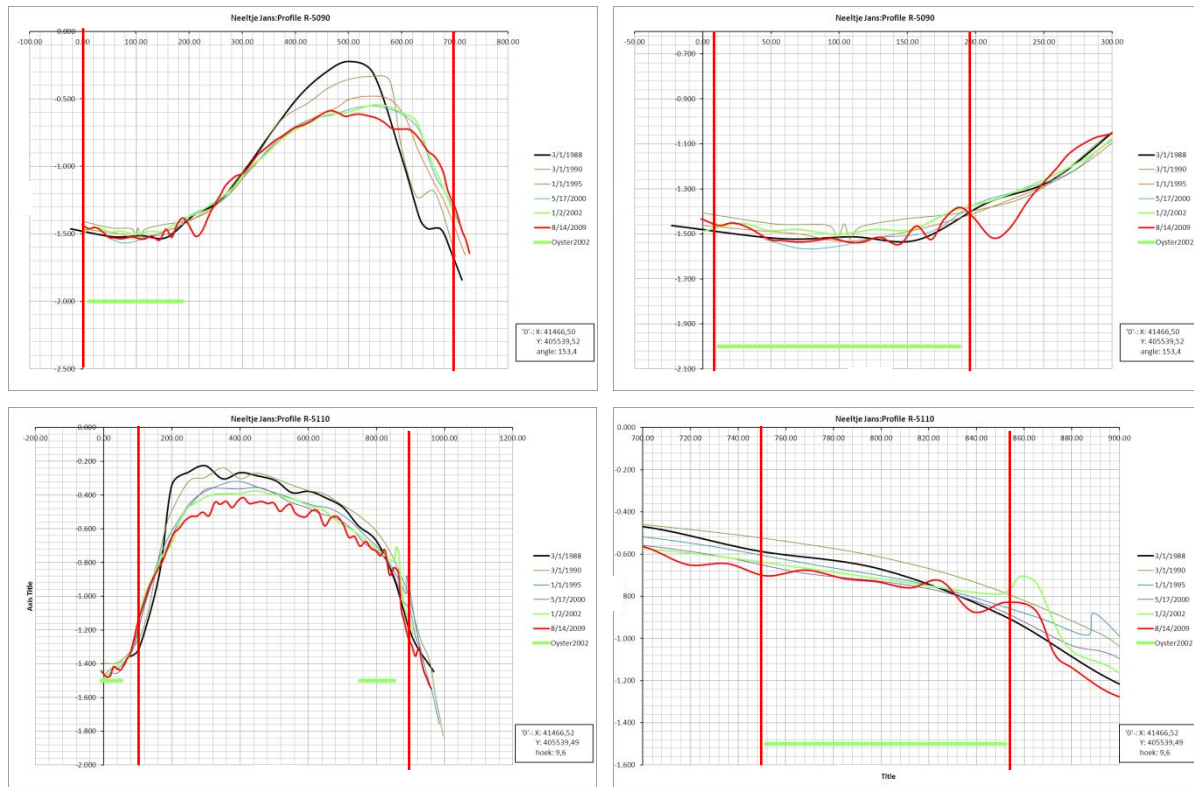 Neeltje Jans:Profile R-5090
0.000
-100.00 0.00 100.00 200.00 300.00 400.00 500.00 600.00 700.00 800.00
-0.500
-1.000
-1.500
-2.000
-2.500
3/1/1988
3/1/1990
1/1/1995
5/17/2000
1/2/2002
8/14/2009
Oyster2002
'0'-: X: 41466,50
Y: 405539,52
angle: 153,4
Neeltje Jans:Profile R-5090
-50.00 0.00 50.00 100.00 150.00 200.00 250.00 300.00
-0.700
-0.900
-1.100
-1.300
-1.500
-1.700
-1.900
-2.100
3/1/1988
3/1/1990
1/1/1995
5/17/2000
1/2/2002
8/14/2009
Oyster2002
'0'-: X: 41466,50
Y: 405539,52
angle: 153,4
Neeltje Jans:Profile R-5110
0.000
-200.00 0.00 200.00 400.00 600.00 800.00 1000.00 1200.00
-0.200
-0.400
-0.600
-0.800
-1.000
-1.200
-1.400
-1.600
-1.800
-2.000
Axis Title
3/1/1988
3/1/1990
1/1/1995
5/17/2000
1/2/2002
8/14/2009
Oyster2002
'0'-: X: 41466,52
Y: 405539,49
hoek: 9,6
Neeltje Jans:Profile R-5110
700.00 720.00 740.00 760.00 780.00 800.00 820.00 840.00 860.00 880.00 900.00
0.000
-0.200
-0.400
-0.600
800
-1.000
-1.200
-1.400
-1.600
Title
3/1/1988
3/1/1990
1/1/1995
5/17/2000
1/2/2002
8/14/2009
Oyster2002
'0'-: X: 41466,52
Y: 405539,49
hoek: 9,6